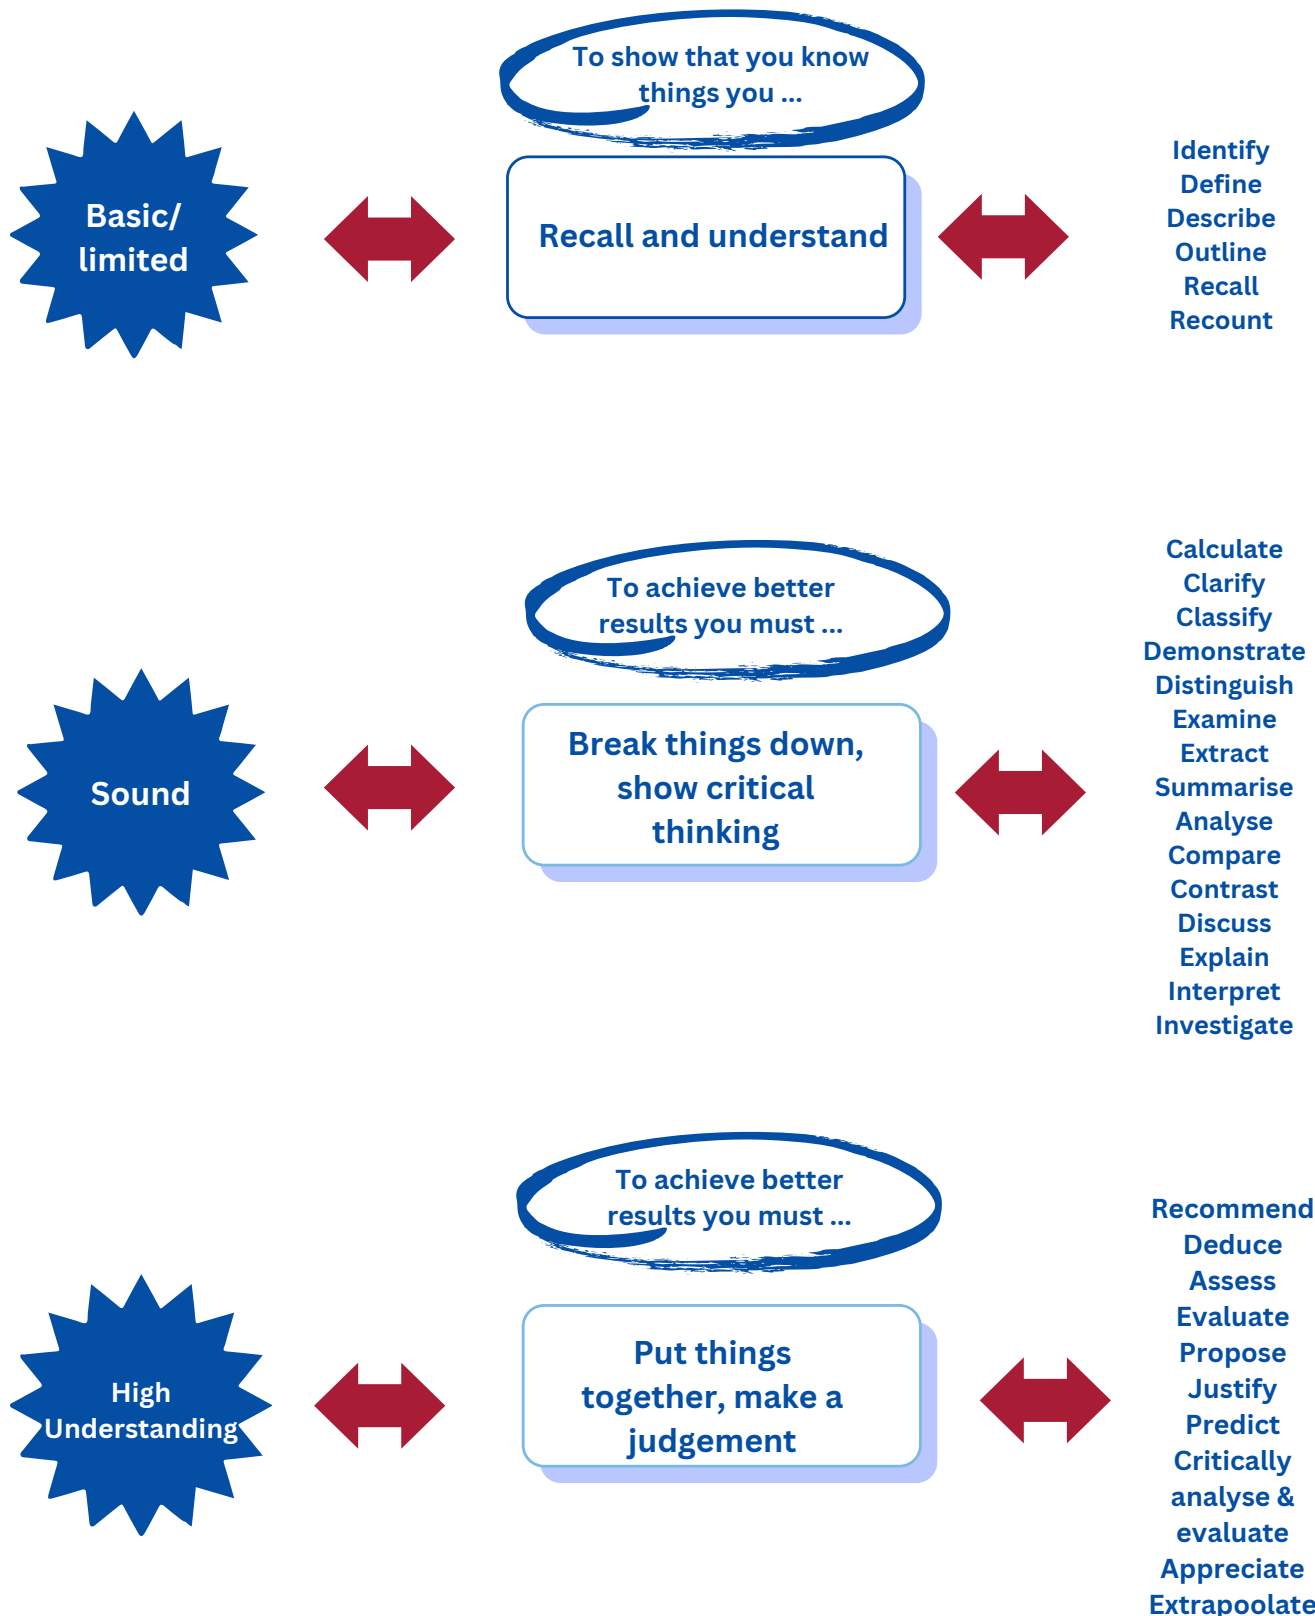 To show that you know
things you ...
Basic/
limited
Recall and understand
Identify
Define
Describe
Outline
Recall
Recount
To achieve better
results you must ...
Sound
Break things down,
show critical
thinking
Calculate
Clarify
Classify
Demonstrate
Distinguish
Examine
Extract
Summarise
Analyse
Compare
Contrast
Discuss
Explain
Interpret
Investigate
To achieve better
results you must ...
High
Understanding
Put things
together, make a
judgement
Recommend
Deduce
Assess
Evaluate
Propose
Justify
Predict
Critically
analyse &
evaluate
Appreciate
Extrapoolate